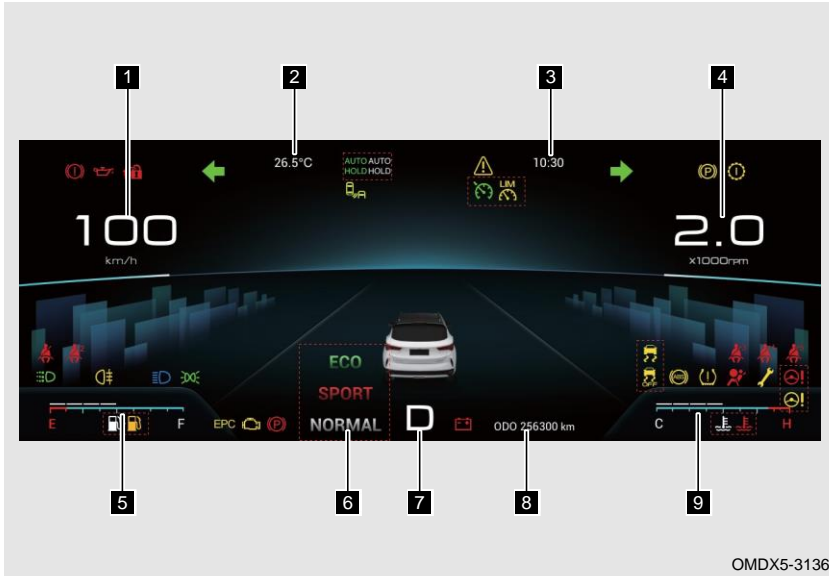 1
2
3
4
26.5°C
AUTO AUTO
HOLD HOLD
10:30
LIM
100
km/h
2.0
x1000rpm
ECO
SPORT
NORMAL
D
ABS
E
F
EPC
ODO 256300 km
C
H
5
6
7
8
9
OMDX5-3136